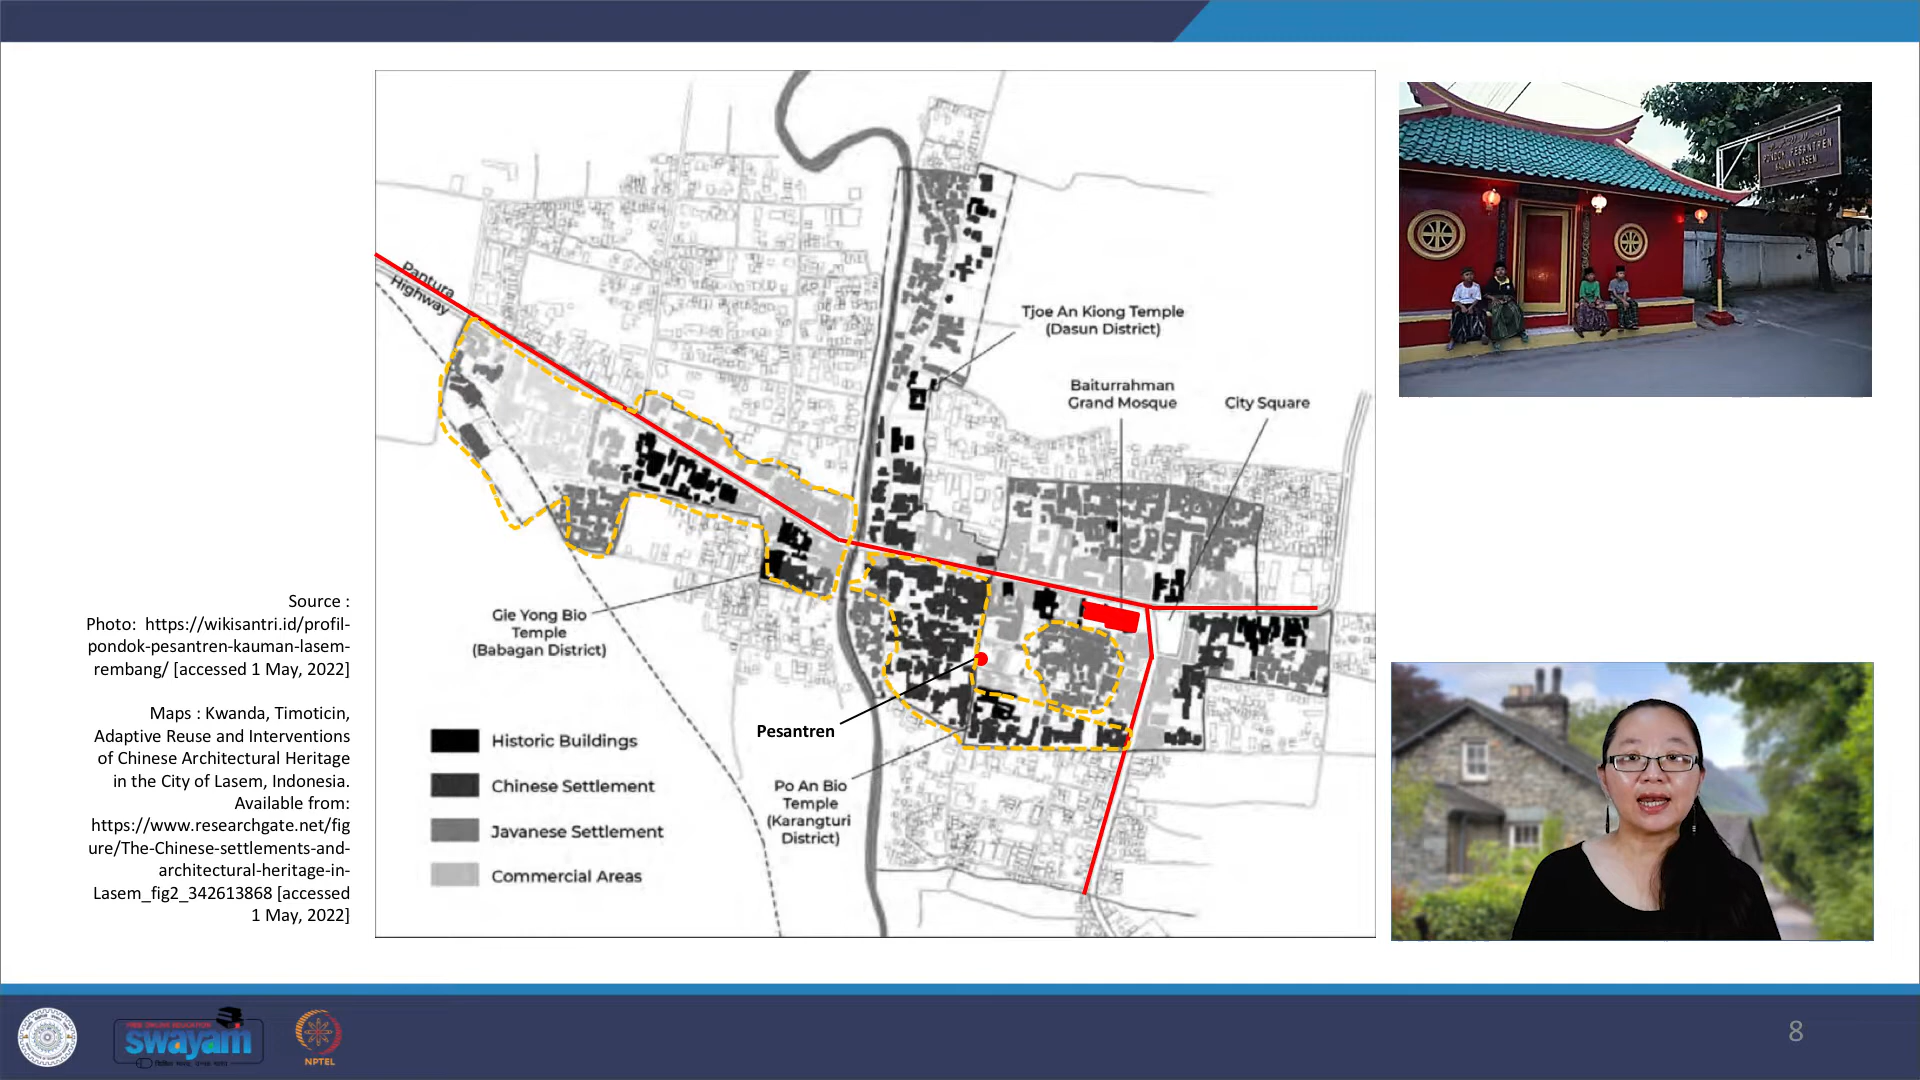 Pantura
Highway
Tjoe An Kiong Temple
(Dasun District)
Baiturrahman
Grand Mosque
City Square
Gie Yong Bio
Temple
(Babagan District)
Pesantren
Po An Bio
Temple
(Karangturi
District)
Historic Buildings
Chinese Settlement
Javanese Settlement
Commercial Areas
PONDOK PESANTREN
KAUMAN LASEM
Source :
Photo: https://wikisantri.id/profil-
pondok-pesantren-kauman-lasem-
rembang/ [accessed 1 May, 2022]
Maps : Kwanda, Timoticin,
Adaptive Reuse and Interventions
of Chinese Architectural Heritage
in the City of Lasem, Indonesia.
Available from:
https://www.researchgate.net/fig
ure/The-Chinese-settlements-and-
architectural-heritage-in-
Lasem_fig2_342613868 [accessed
1 May, 2022]
FREE ONLINE EDUCATION
swayam
NPTEL
8